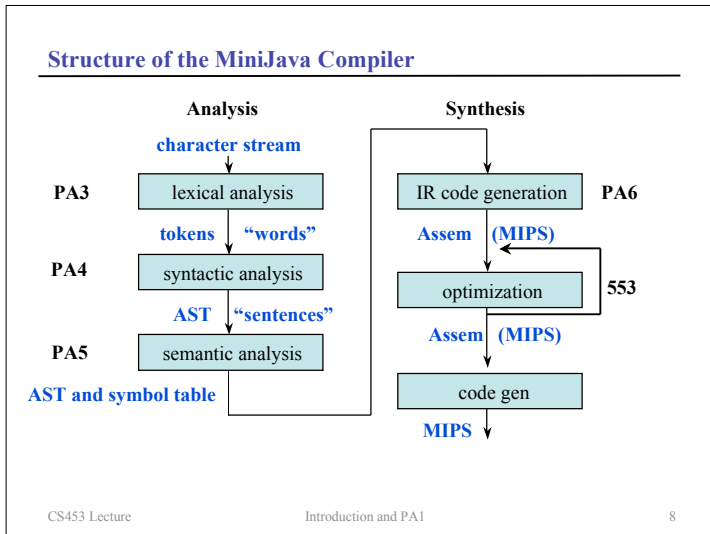 Structure of the MiniJava Compiler
Analysis
character stream
PA3
lexical analysis
tokens “words”
PA4
syntactic analysis
AST “sentences”
PA5
semantic analysis
AST and symbol table
Synthesis
IR code generation
PA6
Assem (MIPS)
optimization
553
Assem (MIPS)
code gen
MIPS
CS453 Lecture
Introduction and PA1
8